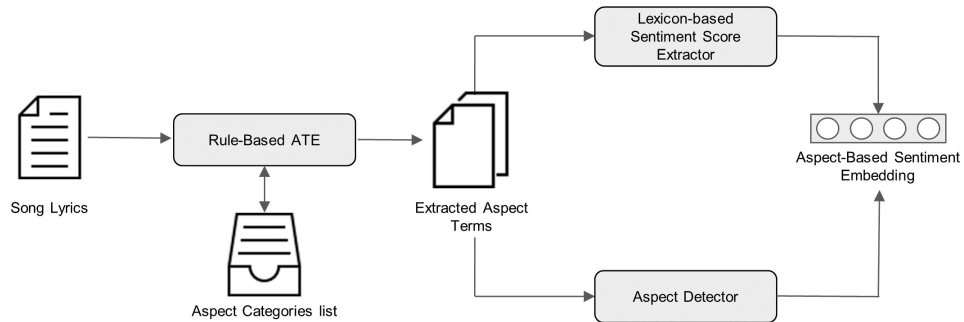 Lexicon-based
Sentiment Score
Extractor
Rule-Based ATE
Song Lyrics
Extracted Aspect
Terms
Aspect-Based Sentiment
Embedding
Aspect Categories list
Aspect Detector